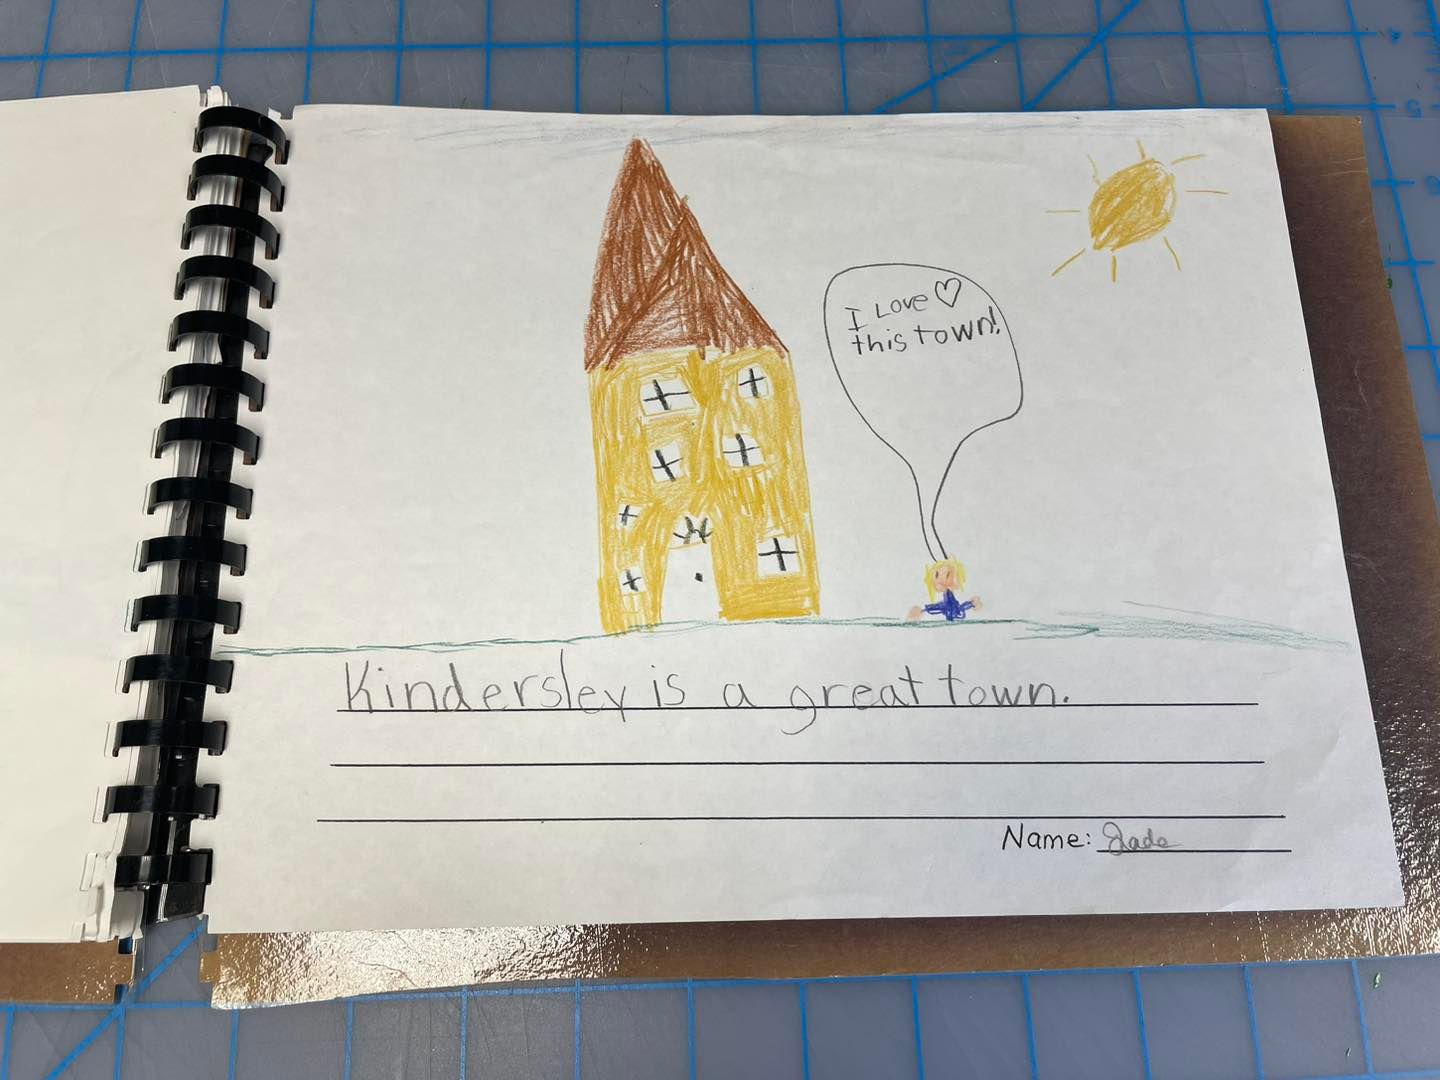 I Love ♡
this town!
Kindersley is a great town.
Name: Jade